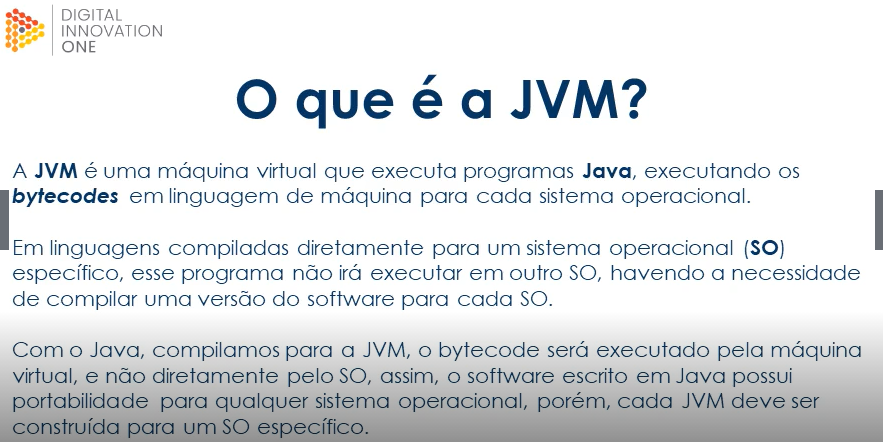 DIGITAL
INNOVATION
ONE
O que é a JVM?
A JVM é uma máquina virtual que executa programas Java, executando os
bytecodes em linguagem de máquina para cada sistema operacional.
Em linguagens compiladas diretamente para um sistema operacional (SO)
específico, esse programa não irá executar em outro SO, havendo a necessidade
de compilar uma versão do software para cada SO.
Com o Java, compilamos para a JVM, o bytecode será executado pela máquina
virtual, e não diretamente pelo SO, assim, o software escrito em Java possui
portabilidade para qualquer sistema operacional, porém, cada JVM deve ser
construída para um SO específico.